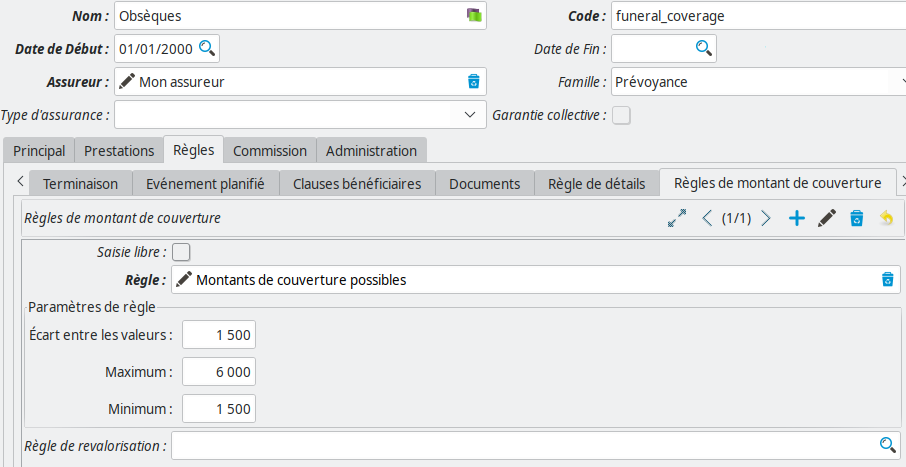 Nom : Obsèques Code : funeral_coverage
Date de Début : 01/01/2000 Date de Fin :
Assureur : Mon assureur Famille : Prévoyance
Type d'assurance : Garantie collective :
Principal Prestations Règles Commission Administration
Terminaison Evénement planifié Clauses bénéficiaires Documents Règle de détails Règles de montant de couverture
Règles de montant de couverture (1/1)
Saisie libre :
Règle : Montants de couverture possibles
Paramètres de règle
Écart entre les valeurs : 1 500
Maximum : 6 000
Minimum : 1 500
Règle de revalorisation :